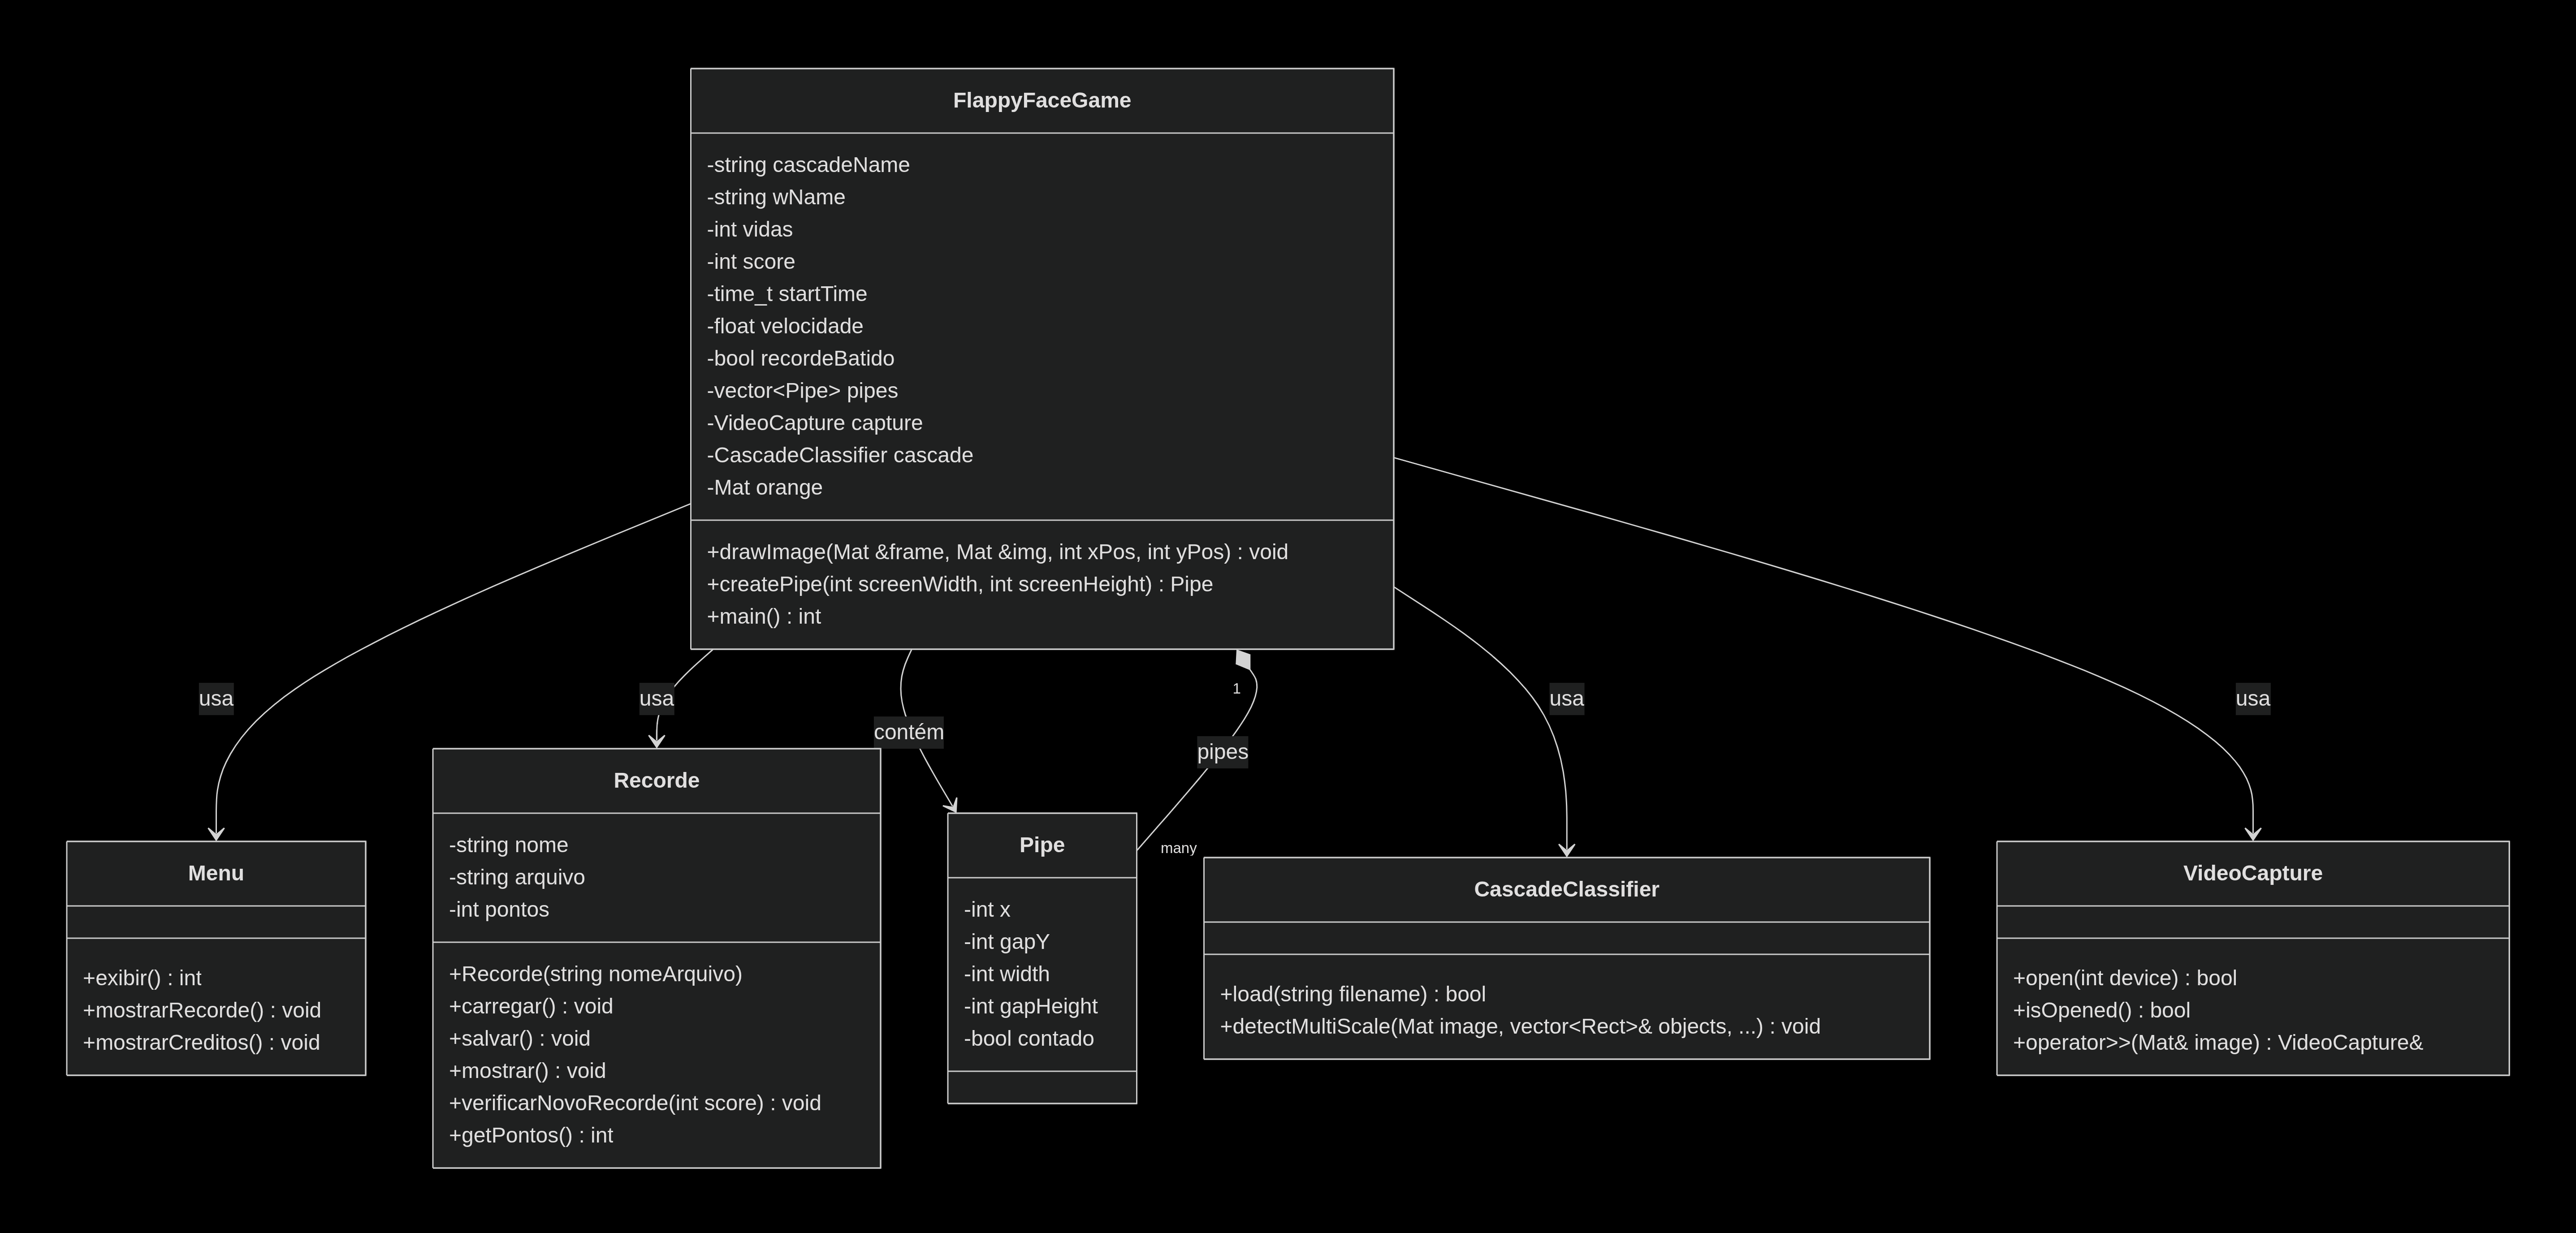 FlappyFaceGame
-string cascadeName
-string wName
-int vidas
-int score
-time_t startTime
-float velocidade
-bool recordeBatido
-vector<Pipe> pipes
-VideoCapture capture
-CascadeClassifier cascade
-Mat orange
+drawImage(Mat &frame, Mat &img, int xPos, int yPos) : void
+createPipe(int screenWidth, int screenHeight) : Pipe
+main() : int
usa
usa
contém
1
pipes
many
usa
usa
Menu
+exibir() : int
+mostrarRecorde() : void
+mostrarCreditos() : void
Recorde
-string nome
-string arquivo
-int pontos
+Recorde(string nomeArquivo)
+carregar() : void
+salvar() : void
+mostrar() : void
+verificarNovoRecorde(int score) : void
+getPontos() : int
Pipe
-int x
-int gapY
-int width
-int gapHeight
-bool contado
CascadeClassifier
+load(string filename) : bool
+detectMultiScale(Mat image, vector<Rect>& objects, ...) : void
VideoCapture
+open(int device) : bool
+isOpened() : bool
+operator>>(Mat& image) : VideoCapture&